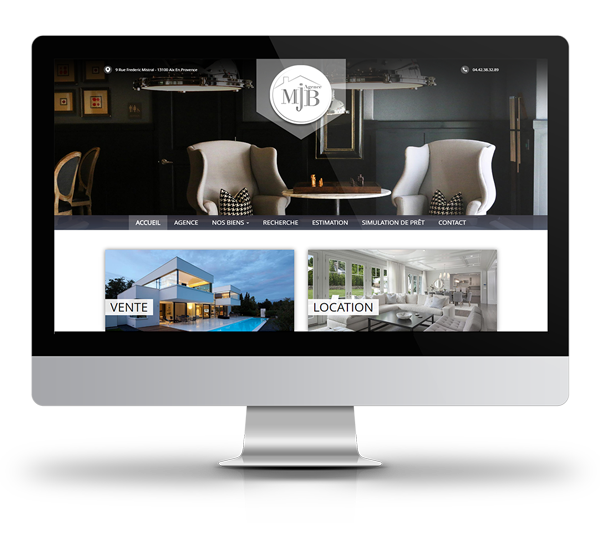 9 Rue Frederic Mistral - 13100 Aix En Provence
04.42.38.32.89
Agence
MJB
ACCUEIL AGENCE NOS BIENS RECHERCHE ESTIMATION SIMULATION DE PRÊT CONTACT
VENTE
LOCATION